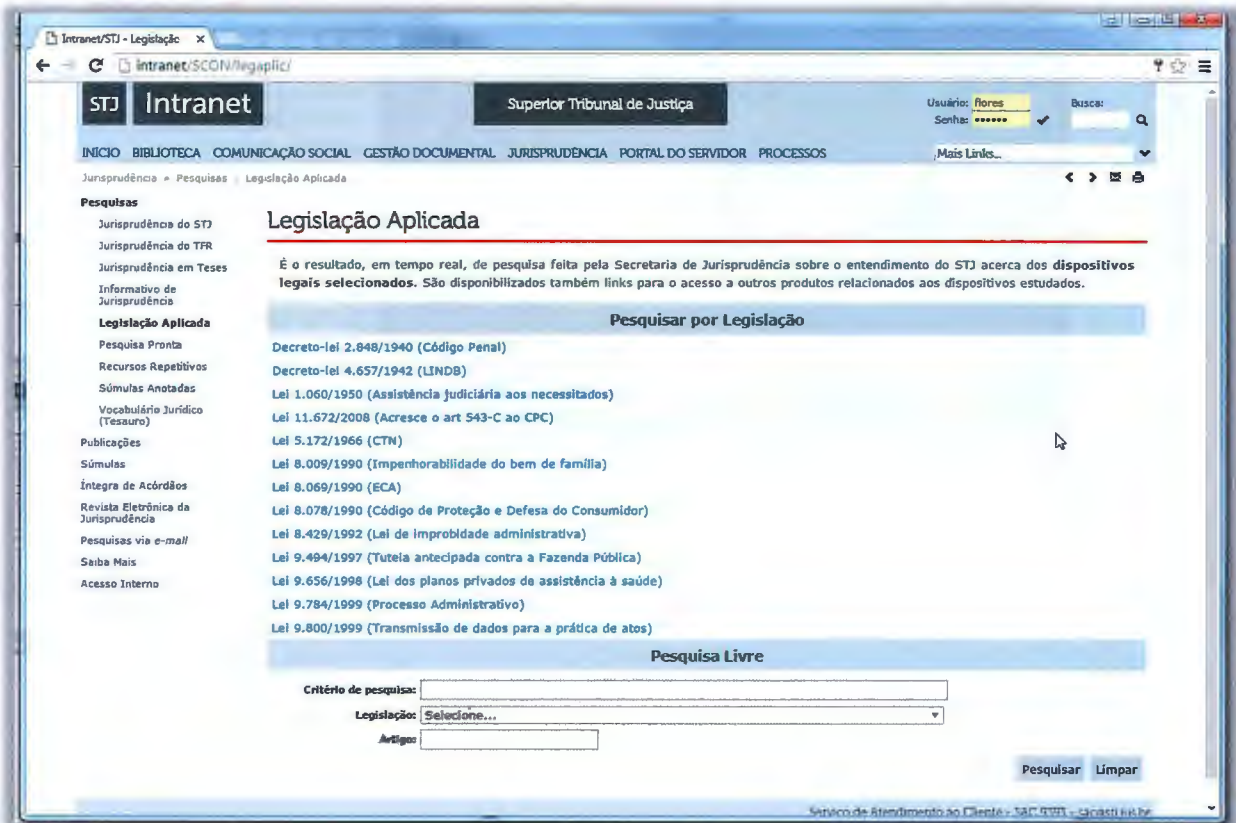 Intranet/STJ - Legislação x
intranet/SCON/legaplic/
STJ Intranet
Superior Tribunal de Justiça
Usuário: flores
Senha: ••••••
Busca:
INÍCIO BIBLIOTECA COMUNICAÇÃO SOCIAL GESTÃO DOCUMENTAL JURISPRUDÊNCIA PORTAL DO SERVIDOR PROCESSOS
Mais Links...
Jurisprudência » Pesquisas Legislação Aplicada
Pesquisas
Jurisprudência do STJ
Jurisprudência do TFR
Jurisprudência em Teses
Informativo de
Jurisprudência
Legislação Aplicada
Pesquisa Pronta
Recursos Repetitivos
Súmulas Anotadas
Vocabulário Jurídico
(Tesauro)
Publicações
Súmulas
Íntegra de Acórdãos
Revista Eletrônica da
Jurisprudência
Pesquisas via e-mail
Saiba Mais
Acesso Interno
Legislação Aplicada
É o resultado, em tempo real, de pesquisa feita pela Secretaria de Jurisprudência sobre o entendimento do STJ acerca dos dispositivos
legais selecionados. São disponibilizados também links para o acesso a outros produtos relacionados aos dispositivos estudados.
Pesquisar por Legislação
Decreto-lei 2.848/1940 (Código Penal)
Decreto-lei 4.657/1942 (LINDB)
Lei 1.060/1950 (Assistência judiciária aos necessitados)
Lei 11.672/2008 (Acresce o art 543-C ao CPC)
Lei 5.172/1966 (CTN)
Lei 8.009/1990 (Impenhorabilidade do bem de família)
Lei 8.069/1990 (ECA)
Lei 8.078/1990 (Código de Proteção e Defesa do Consumidor)
Lei 8.429/1992 (Lei de improbidade administrativa)
Lei 9.494/1997 (Tutela antecipada contra a Fazenda Pública)
Lei 9.656/1998 (Lei dos planos privados de assistência à saúde)
Lei 9.784/1999 (Processo Administrativo)
Lei 9.800/1999 (Transmissão de dados para a prática de atos)
Pesquisa Livre
Critério de pesquisa:
Legislação: Selecione...
Artigo:
Pesquisar Limpar
Serviço de Atendimento ao Cliente - SAC